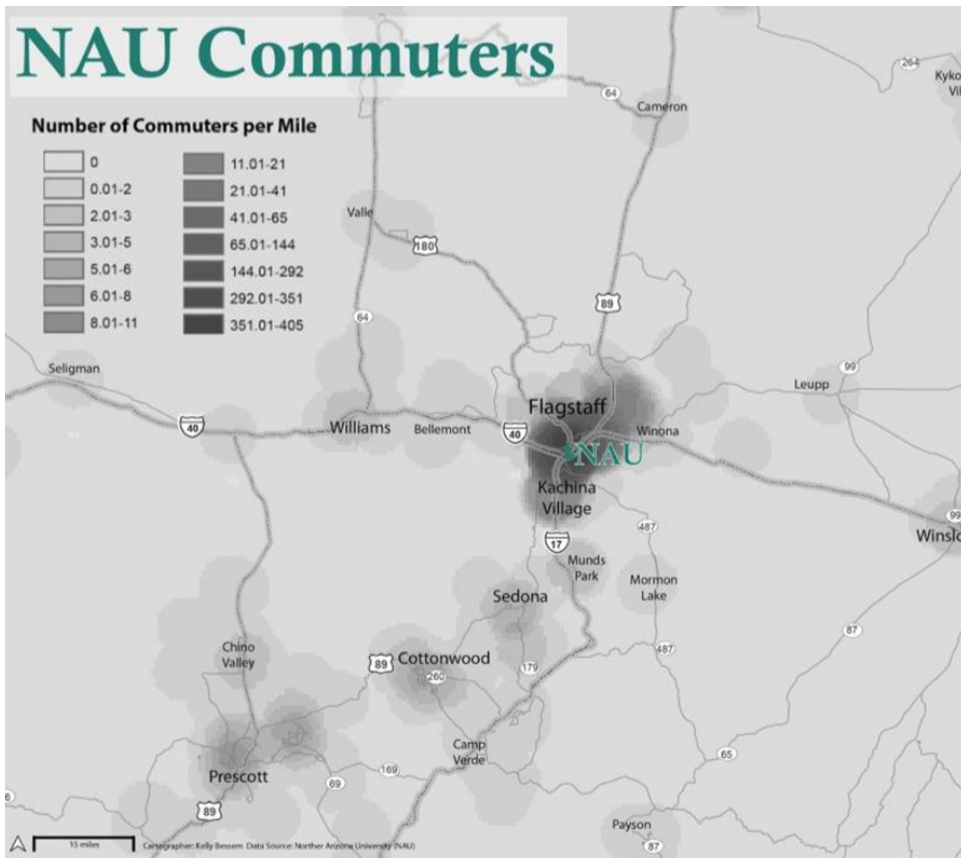 NAU Commuters
Number of Commuters per Mile
0
0.01-2
2.01-3
3.01-5
5.01-6
6.01-8
8.01-11
11.01-21
21.01-41
41.01-65
65.01-144
144.01-292
292.01-351
351.01-405
264
Kyko
Vil
64
Cameron
Valle
180
89
64
Seligman
99
Leupp
40
Williams
Bellemont
40
Flagstaff
Winona
NAU
Kachina
Village
487
99
Winslo
17
Munds
Park
Mormon
Lake
Sedona
87
Chino
Valley
487
89
Cottonwood
179
260
Camp
Verde
65
Prescott
169
69
6
89
Payson
87
15 miles
Cartographer: Kelly Bessem Data Source: Norther Arizona University (NAU)